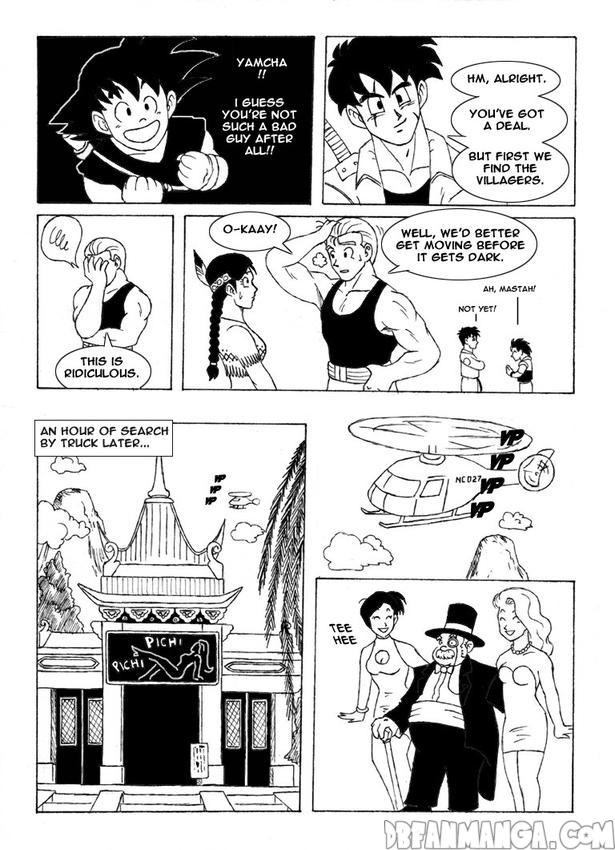 YAMCHA
!!
I GUESS
YOU'RE NOT
SUCH A BAD
GUY AFTER
ALL!!
HM, ALRIGHT.
YOU'VE GOT
A DEAL.
BUT FIRST WE
FIND THE
VILLAGERS.
THIS IS
RIDICULOUS.
O-KAAY!
WELL, WE'D BETTER
GET MOVING BEFORE
IT GETS DARK.
NOT YET!
AH, MASTAH!
AN HOUR OF SEARCH
BY TRUCK LATER...
VP
VP
VP
PICHI
PICHI
VP
VP
NCD27
VP
VP
TEE
HEE
DBFANMANGA.COM